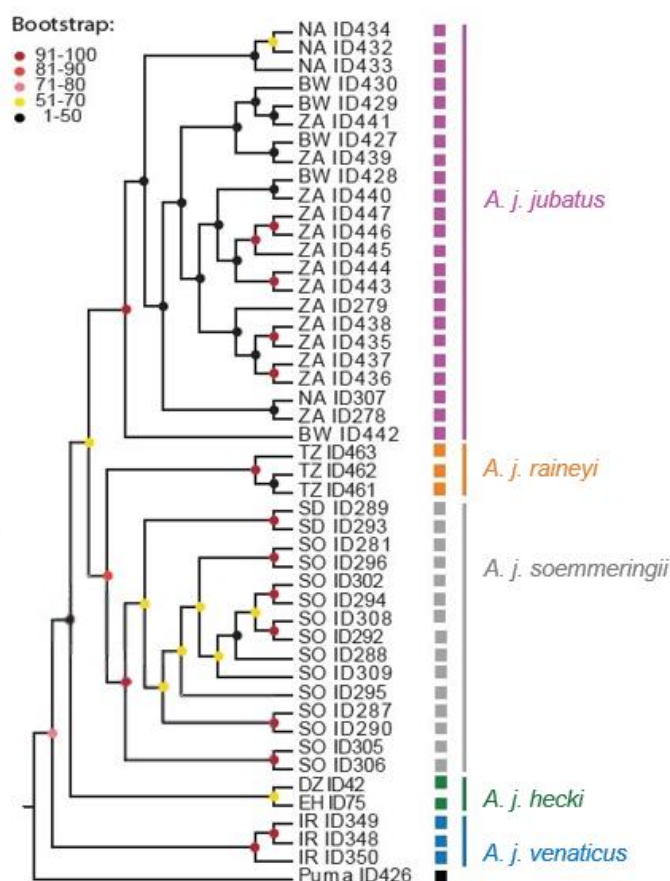 Bootstrap:
91-100
81-90
71-80
51-70
1-50
NA ID434
NA ID432
NA ID433
BW ID430
BW ID429
ZA ID441
BW ID427
ZA ID439
BW ID428
ZA ID440
ZA ID447
ZA ID446
ZA ID445
ZA ID444
ZA ID443
ZA ID279
ZA ID438
ZA ID435
ZA ID437
ZA ID436
NA ID307
ZA ID278
BW ID442
A. j. jubatus
TZ ID463
TZ ID462
TZ ID461
A. j. raineyi
SD ID289
SD ID293
SO ID281
SO ID296
SO ID302
SO ID294
SO ID308
SO ID292
SO ID288
SO ID309
SO ID295
SO ID287
SO ID290
SO ID305
SO ID306
A. j. soemmeringii
DZ ID42
EH ID75
A. j. hecki
IR ID349
IR ID348
IR ID350
A. j. venaticus
Puma ID426